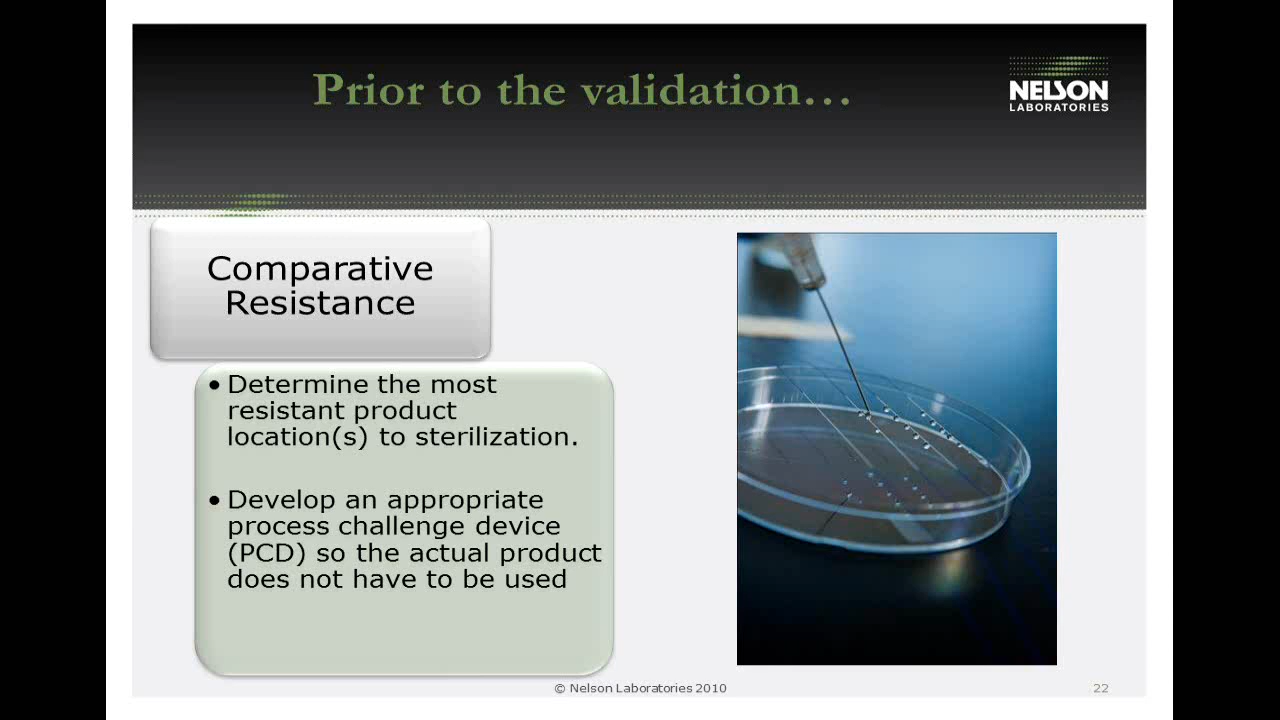 Prior to the validation…
NELSON
LABORATORIES
Comparative
Resistance
• Determine the most
resistant product
location(s) to sterilization.
• Develop an appropriate
process challenge device
(PCD) so the actual product
does not have to be used
© Nelson Laboratories 2010
22